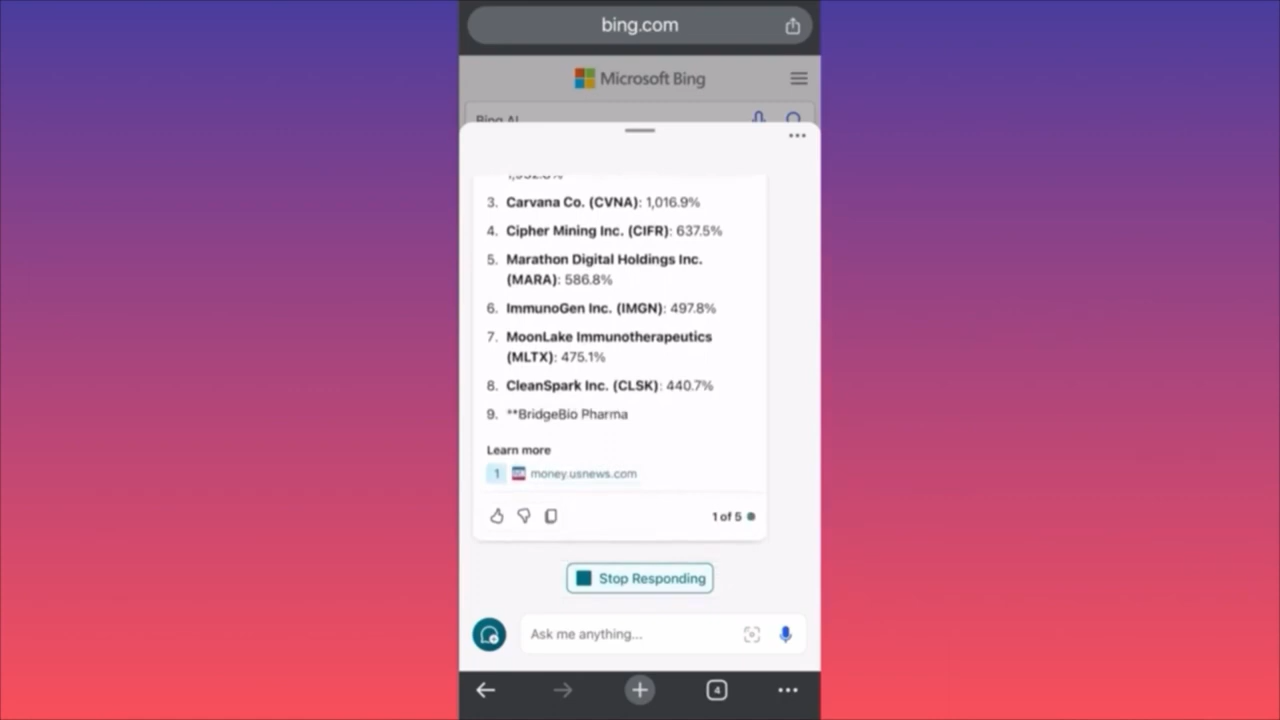 bing.com
Microsoft Bing
Bing AI
3. Carvana Co. (CVNA): 1,016.9%
4. Cipher Mining Inc. (CIFR): 637.5%
5. Marathon Digital Holdings Inc.
(MARA): 586.8%
6. ImmunoGen Inc. (IMGN): 497.8%
7. MoonLake Immunotherapeutics
(MLTX): 475.1%
8. CleanSpark Inc. (CLSK): 440.7%
9. **BridgeBio Pharma
Learn more
1 money.usnews.com
1 of 5
Stop Responding
Ask me anything...
4